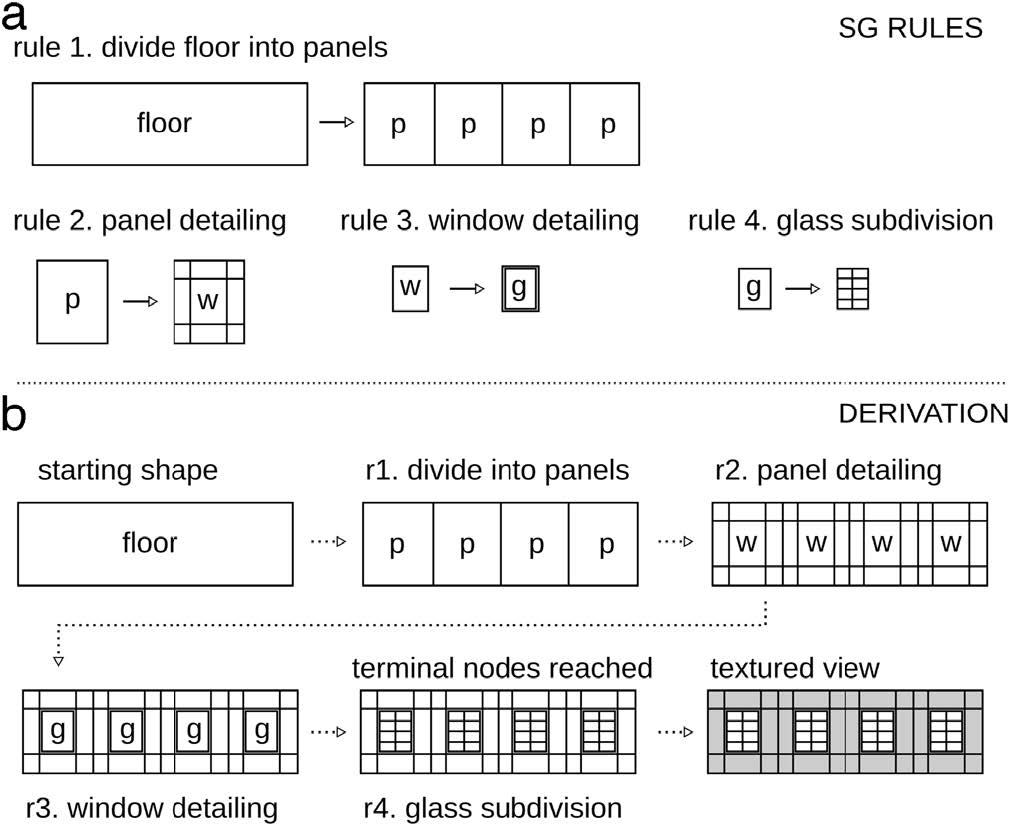 a
SG RULES
rule 1. divide floor into panels
floor
p p p p
rule 2. panel detailing
rule 3. window detailing
rule 4. glass subdivision
p w
w g
g
b
DERIVATION
starting shape
r1. divide into panels
r2. panel detailing
floor
p p p p
w w w w
terminal nodes reached
textured view
g g g g
r3. window detailing
r4. glass subdivision